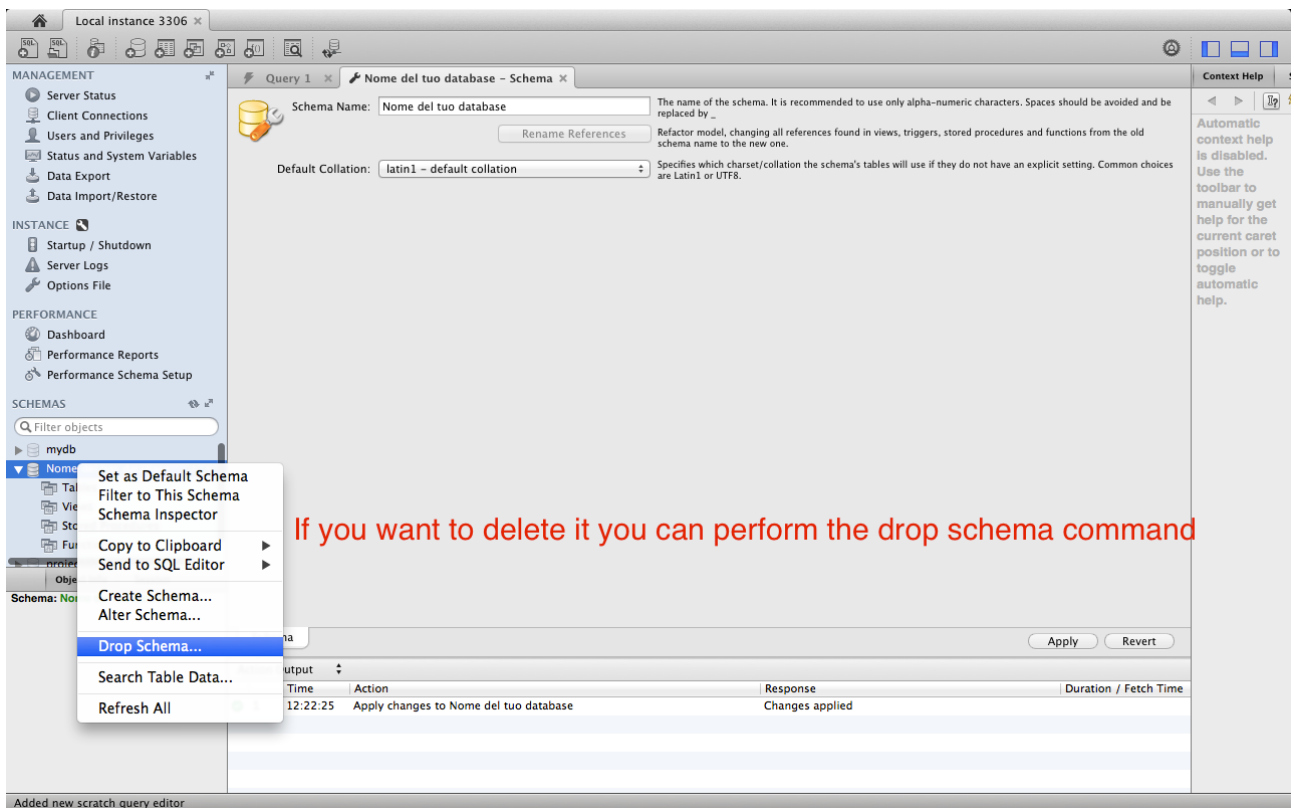 Local instance 3306
MANAGEMENT
Server Status
Client Connections
Users and Privileges
Status and System Variables
Data Export
Data Import/Restore
INSTANCE
Startup / Shutdown
Server Logs
Options File
PERFORMANCE
Dashboard
Performance Reports
Performance Schema Setup
SCHEMAS
Filter objects
mydb
Nome
Set as Default Schema
Filter to This Schema
Schema Inspector
Copy to Clipboard
Send to SQL Editor
Create Schema...
Alter Schema...
Drop Schema...
Search Table Data...
Refresh All
Schema:
Query 1
Nome del tuo database - Schema
Schema Name: Nome del tuo database
The name of the schema. It is recommended to use only alpha-numeric characters. Spaces should be avoided and be
replaced by _
Rename References
Refactor model, changing all references found in views, triggers, stored procedures and functions from the old
schema name to the new one.
Default Collation: latin1 - default collation
Specifies which charset/collation the schema's tables will use if they do not have an explicit setting. Common choices
are Latin1 or UTF8.
If you want to delete it you can perform the drop schema command
Apply Revert
Time Action Response Duration / Fetch Time
12:22:25 Apply changes to Nome del tuo database Changes applied
Context Help
Automatic
context help
is disabled.
Use the
toolbar to
manually get
help for the
current caret
position or to
toggle
automatic
help.
Added new scratch query editor